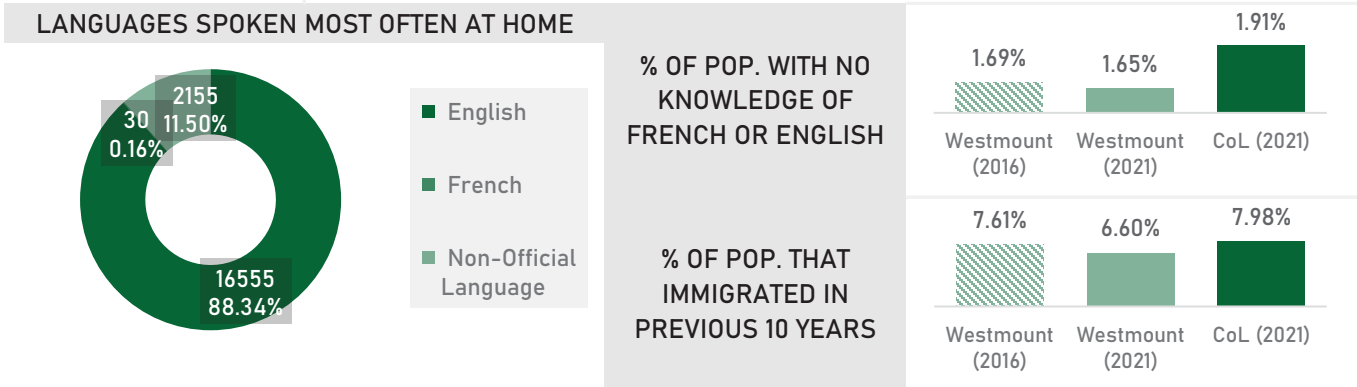 LANGUAGES SPOKEN MOST OFTEN AT HOME
2155
11.50%
30
0.16%
16555
88.34%
English
French
Non-Official
Language
% OF POP. WITH NO
KNOWLEDGE OF
FRENCH OR ENGLISH
1.69%
1.65%
1.91%
Westmount
(2016)
Westmount
(2021)
CoL (2021)
% OF POP. THAT
IMMIGRATED IN
PREVIOUS 10 YEARS
7.61%
6.60%
7.98%
Westmount
(2016)
Westmount
(2021)
CoL (2021)